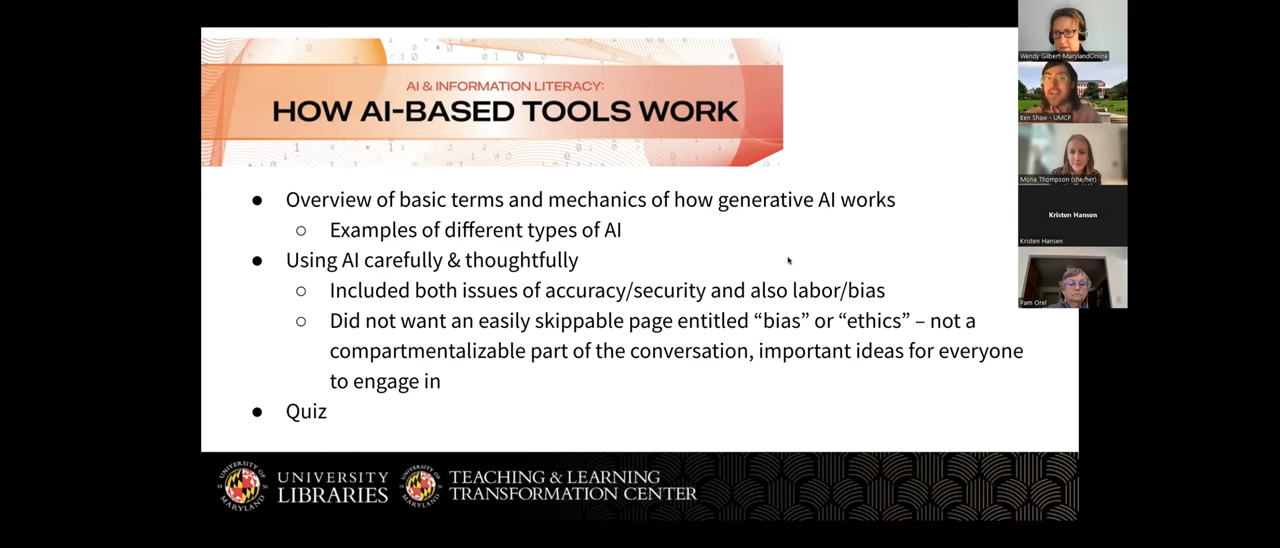 AI & INFORMATION LITERACY:
HOW AI-BASED TOOLS WORK
● Overview of basic terms and mechanics of how generative AI works
○ Examples of different types of AI
● Using AI carefully & thoughtfully
○ Included both issues of accuracy/security and also labor/bias
○ Did not want an easily skippable page entitled “bias” or “ethics” – not a
compartmentalizable part of the conversation, important ideas for everyone
to engage in
● Quiz
UNIVERSITY
LIBRARIES
TEACHING & LEARNING
TRANSFORMATION CENTER
UNIVERSITY OF
MARYLAND
UNIVERSITY OF
MARYLAND
Wendy Gilbert-MarylandOnline
Ben Shaw - UMCP
Mona Thompson (she/her)
Kristen Hansen
Kristen Hansen
Pam Orel